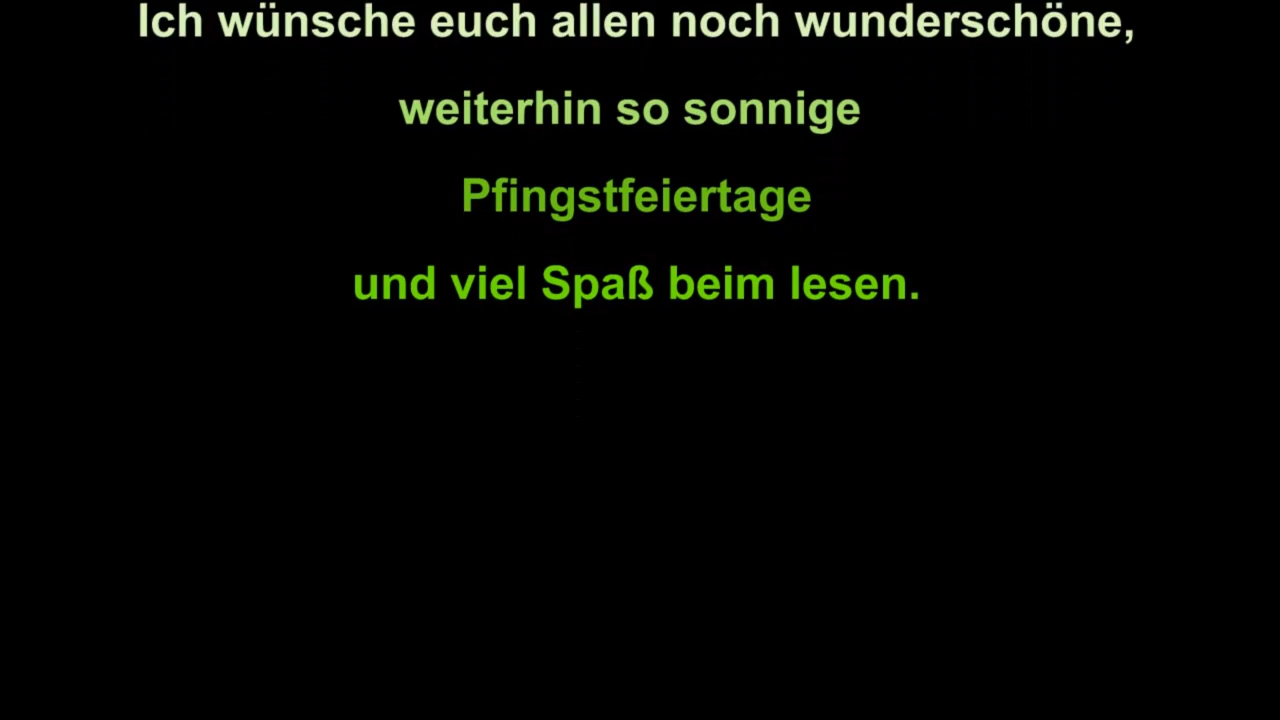 Ich wünsche euch allen noch wunderschöne,
weiterhin so sonnige
Pfingstfeiertage
und viel Spaß beim lesen.